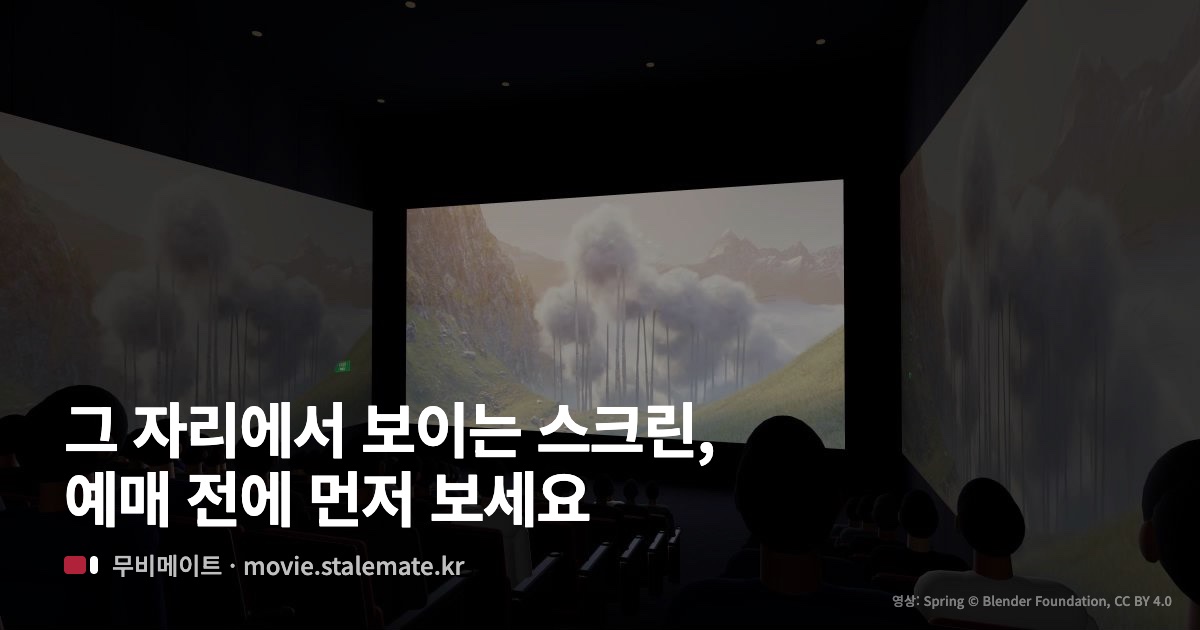 그 자리에서 보이는 스크린,
예매 전에 먼저 보세요
무비메이트 · movie.stalemate.kr
영상: Spring © Blender Foundation, CC BY 4.0